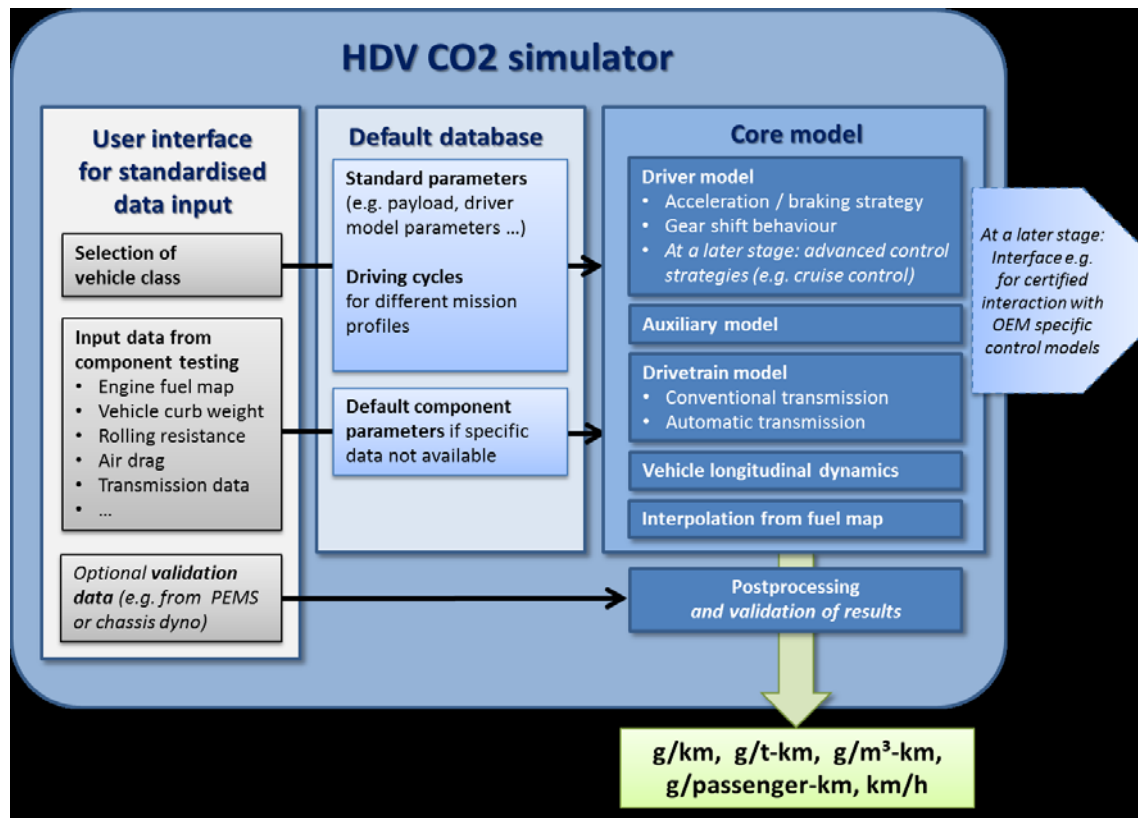 HDV CO2 simulator
User interface
for standardised
data input
Selection of
vehicle class
Input data from
component testing
• Engine fuel map
• Vehicle curb weight
• Rolling resistance
• Air drag
• Transmission data
• ...
Optional validation
data (e.g. from PEMS
or chassis dyno)
Default database
Standard parameters
(e.g. payload, driver
model parameters ...)
Driving cycles
for different mission
profiles
Default component
parameters if specific
data not available
Core model
Driver model
• Acceleration / braking strategy
• Gear shift behaviour
• At a later stage: advanced control
strategies (e.g. cruise control)
Auxiliary model
Drivetrain model
• Conventional transmission
• Automatic transmission
Vehicle longitudinal dynamics
Interpolation from fuel map
Postprocessing
and validation of results
At a later stage:
Interface e.g.
for certified
interaction with
OEM specific
control models
g/km, g/t-km, g/m³-km,
g/passenger-km, km/h